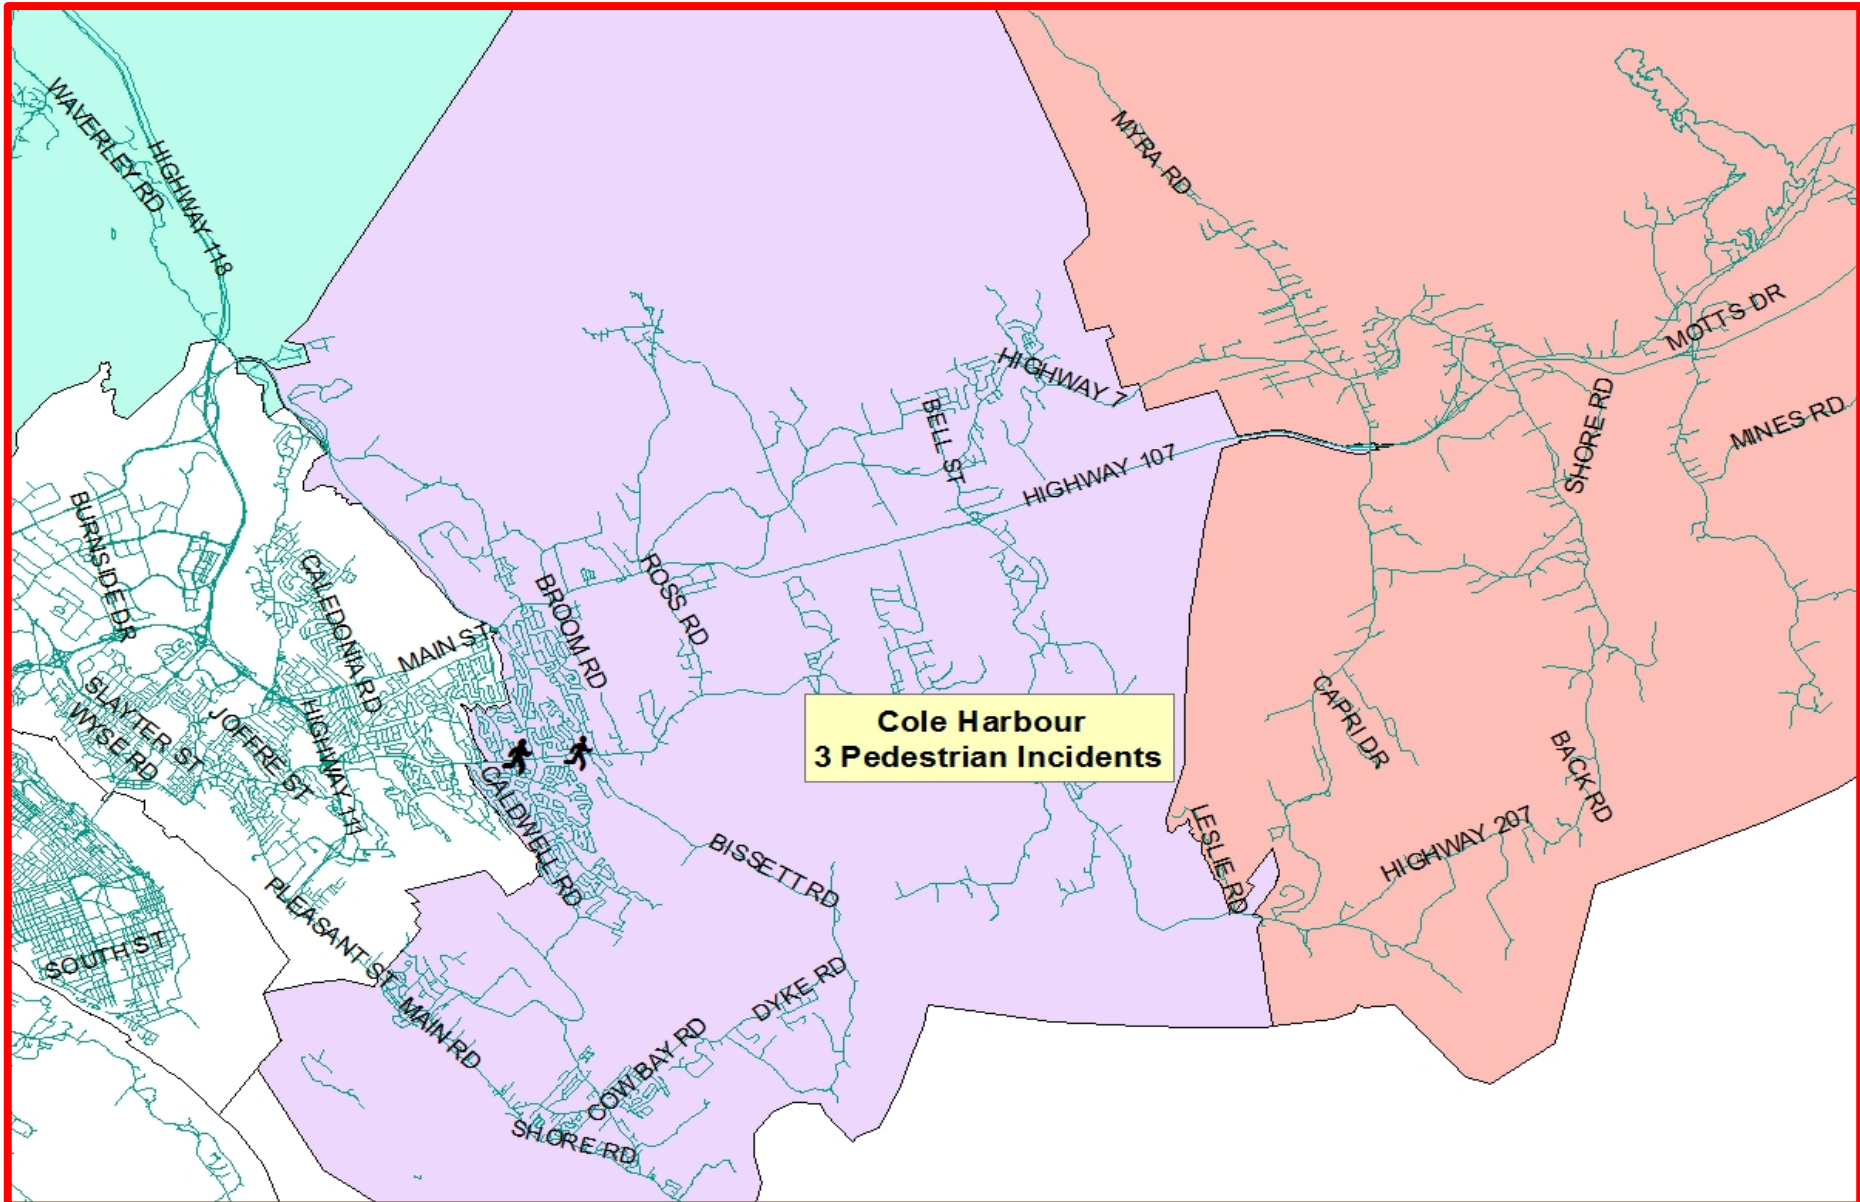 WAVERLEY RD
HIGHWAY 118
MYRA RD
MOTTS DR
HIGHWAY 7
BELL ST
SHORE RD
MINES RD
HIGHWAY 107
BURNSIDE DR
CALEDONIA RD
BROOM RD
ROSS RD
MAIN ST
SLAYTER ST
WYSE RD
JOFFRE ST
HIGHWAY 111
Cole Harbour
3 Pedestrian Incidents
CAPRI DR
BACK RD
CALDWELL RD
LESLIE RD
HIGHWAY 207
BISSETT RD
PLEASANT ST
SOUTH ST
DYKE RD
MAIN RD
COW BAY RD
SHORE RD